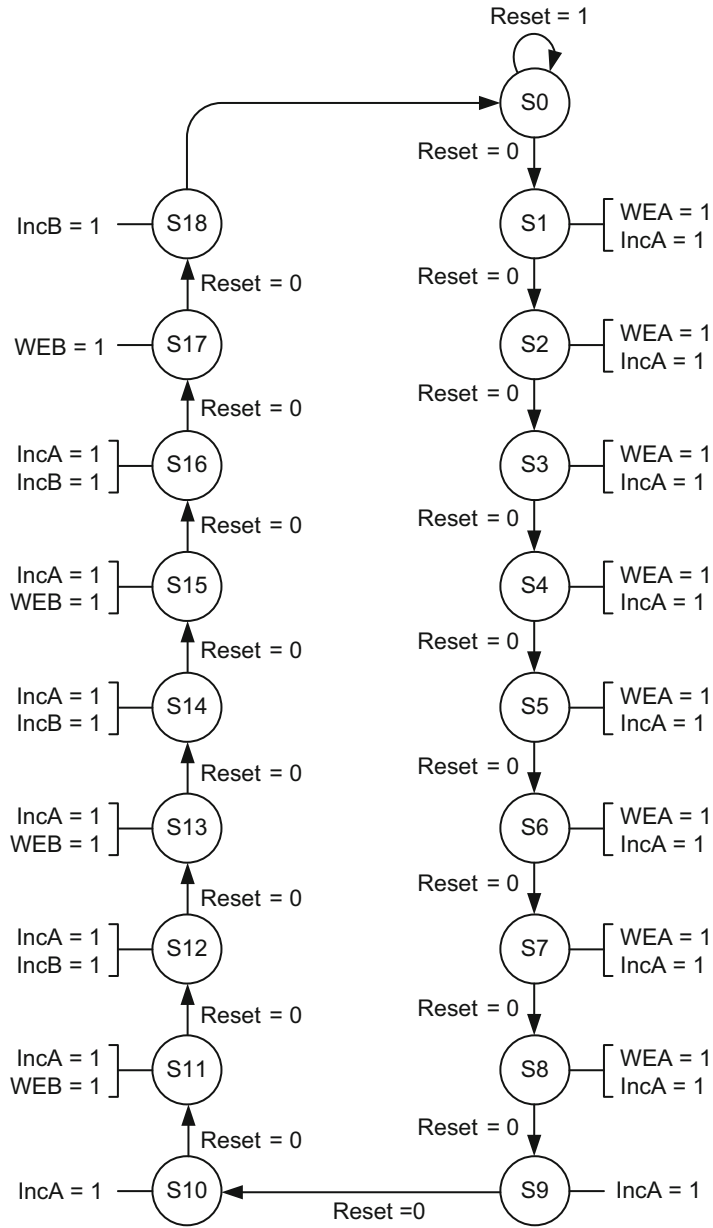 Reset = 1
S0
Reset = 0
S18
IncB = 1
S1
WEA = 1
IncA = 1
Reset = 0
Reset = 0
S17
WEB = 1
S2
WEA = 1
IncA = 1
Reset = 0
Reset = 0
IncA = 1
IncB = 1
S16
S3
WEA = 1
IncA = 1
Reset = 0
Reset = 0
IncA = 1
WEB = 1
S15
S4
WEA = 1
IncA = 1
Reset = 0
Reset = 0
IncA = 1
IncB = 1
S14
S5
WEA = 1
IncA = 1
Reset = 0
Reset = 0
IncA = 1
WEB = 1
S13
S6
WEA = 1
IncA = 1
Reset = 0
Reset = 0
IncA = 1
IncB = 1
S12
S7
WEA = 1
IncA = 1
Reset = 0
Reset = 0
IncA = 1
WEB = 1
S11
S8
WEA = 1
IncA = 1
Reset = 0
Reset = 0
IncA = 1
S10
S9
IncA = 1
Reset =0